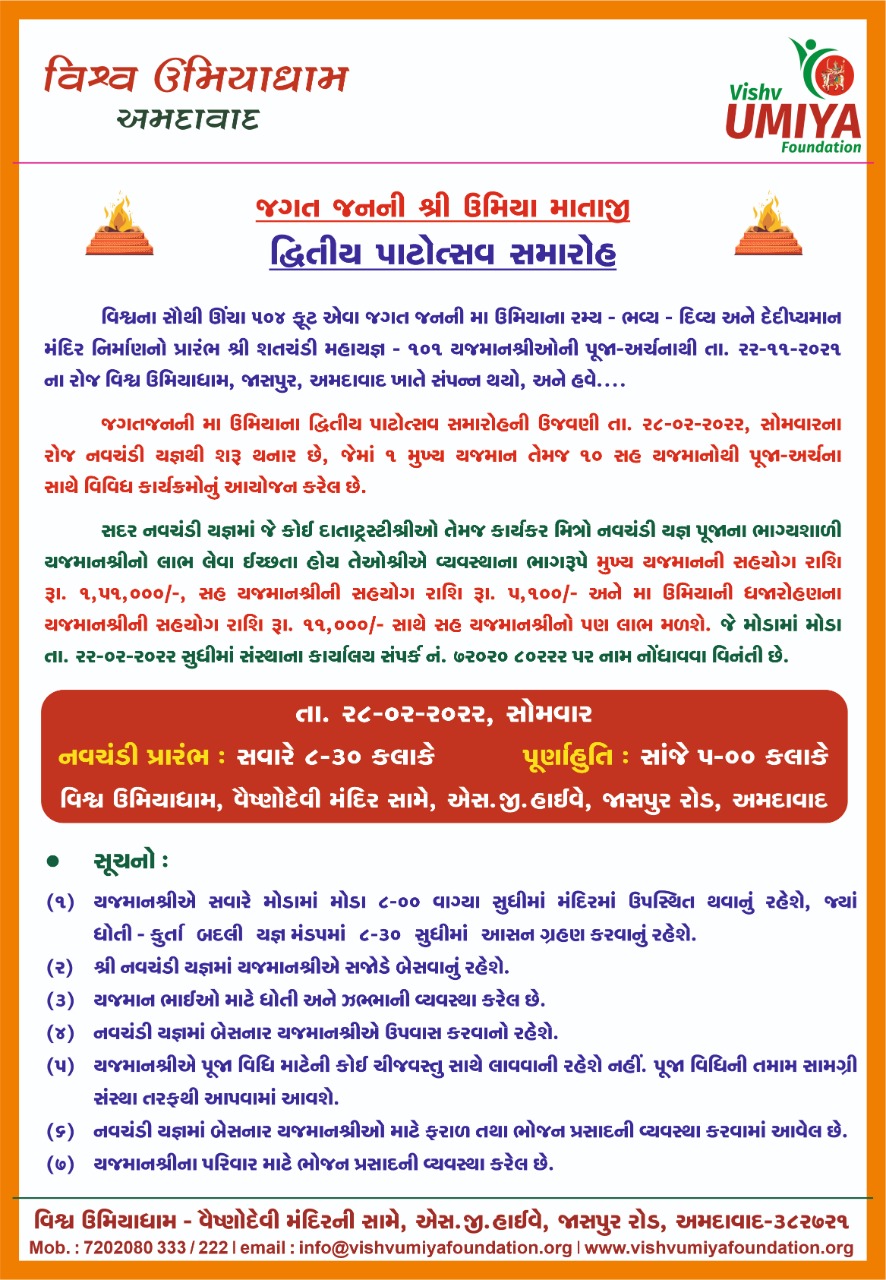 વિશ્વ ઉમિયાધામ
અમદાવાદ
Vishv
UMIYA
Foundation
જગત જનની શ્રી ઉમિયા માતાજી
દ્વિતીય પાટોત્સવ સમારોહ
વિશ્વના સૌથી ઊંચા ૫૦૪ ફૂટ એવા જગત જનની મા ઉમિયાના રમ્ય - ભવ્ય - દિવ્ય અને દેદીપ્યમાન
મંદિર નિર્માણનો પ્રારંભ શ્રી શતચંડી મહાયજ્ઞ - ૧૦૧ યજમાનશ્રીઓની પૂજા-અર્ચનાથી તા. ૨૨-૧૧-૨૦૨૧
ના રોજ વિશ્વ ઉમિયાધામ, જાસપુર, અમદાવાદ ખાતે સંપન્ન થયો, અને હવે....
જગતજનની મા ઉમિયાના દ્વિતીય પાટોત્સવ સમારોહની ઉજવણી તા. ૨૮-૦૨-૨૦૨૨, સોમવારના
રોજ નવચંડી યજ્ઞથી શરૂ થનાર છે, જેમાં ૧ મુખ્ય યજમાન તેમજ ૧૦ સહ યજમાનોથી પૂજા-અર્ચના
સાથે વિવિધ કાર્યક્રમોનું આયોજન કરેલ છે.
સદર નવચંડી યજ્ઞમાં જે કોઈ દાતાટ્રસ્ટીશ્રીઓ તેમજ કાર્યકર મિત્રો નવચંડી યજ્ઞ પૂજાના ભાગ્યશાળી
યજમાનશ્રીનો લાભ લેવા ઈચ્છતા હોય તેઓશ્રીએ વ્યવસ્થાના ભાગરૂપે મુખ્ય યજમાનની સહયોગ રાશિ
રૂા. ૧,૫૧,૦૦૦/-, સહ યજમાનશ્રીની સહયોગ રાશિ રૂા. ૫,૧૦૦/- અને મા ઉમિયાની ધજારોહણના
યજમાનશ્રીની સહયોગ રાશિ રૂા. ૧૧,૦૦૦/- સાથે સહ યજમાનશ્રીનો પણ લાભ મળશે. જે મોડામાં મોડા
તા. ૨૨-૦૨-૨૦૨૨ સુધીમાં સંસ્થાના કાર્યાલય સંપર્ક નં. ૭૨૦૨૦ ૮૦૨૨૨ પર નામ નોંધાવવા વિનંતી છે.
તા. ૨૮-૦૨-૨૦૨૨, સોમવાર
નવચંડી પ્રારંભ : સવારે ૮-૩૦ કલાકે પૂર્ણાહુતિ : સાંજે ૫-૦૦ કલાકે
વિશ્વ ઉમિયાધામ, વૈષ્ણોદેવી મંદિર સામે, એસ.જી.હાઈવે, જાસપુર રોડ, અમદાવાદ
• સૂચનો :
(૧) યજમાનશ્રીએ સવારે મોડામાં મોડા ૮-૦૦ વાગ્યા સુધીમાં મંદિરમાં ઉપસ્થિત થવાનું રહેશે, જ્યાં
ધોતી - કુર્તા બદલી યજ્ઞ મંડપમાં ૮-૩૦ સુધીમાં આસન ગ્રહણ કરવાનું રહેશે.
(૨) શ્રી નવચંડી યજ્ઞમાં યજમાનશ્રીએ સજોડે બેસવાનું રહેશે.
(૩) યજમાન ભાઈઓ માટે ધોતી અને ઝભ્ભાની વ્યવસ્થા કરેલ છે.
(૪) નવચંડી યજ્ઞમાં બેસનાર યજમાનશ્રીએ ઉપવાસ કરવાનો રહેશે.
(૫) યજમાનશ્રીએ પૂજા વિધિ માટેની કોઈ ચીજવસ્તુ સાથે લાવવાની રહેશે નહીં. પૂજા વિધિની તમામ સામગ્રી
સંસ્થા તરફથી આપવામાં આવશે.
(૬) નવચંડી યજ્ઞમાં બેસનાર યજમાનશ્રીઓ માટે ફરાળ તથા ભોજન પ્રસાદની વ્યવસ્થા કરવામાં આવેલ છે.
(૭) યજમાનશ્રીના પરિવાર માટે ભોજન પ્રસાદની વ્યવસ્થા કરેલ છે.
વિશ્વ ઉમિયાધામ - વૈષ્ણોદેવી મંદિરની સામે, એસ.જી.હાઈવે, જાસપુર રોડ, અમદાવાદ-૩૮૨૭૨૧
Mob. : 7202080 333 / 222 | email : info@vishvumiyafoundation.org | www.vishvumiyafoundation.org